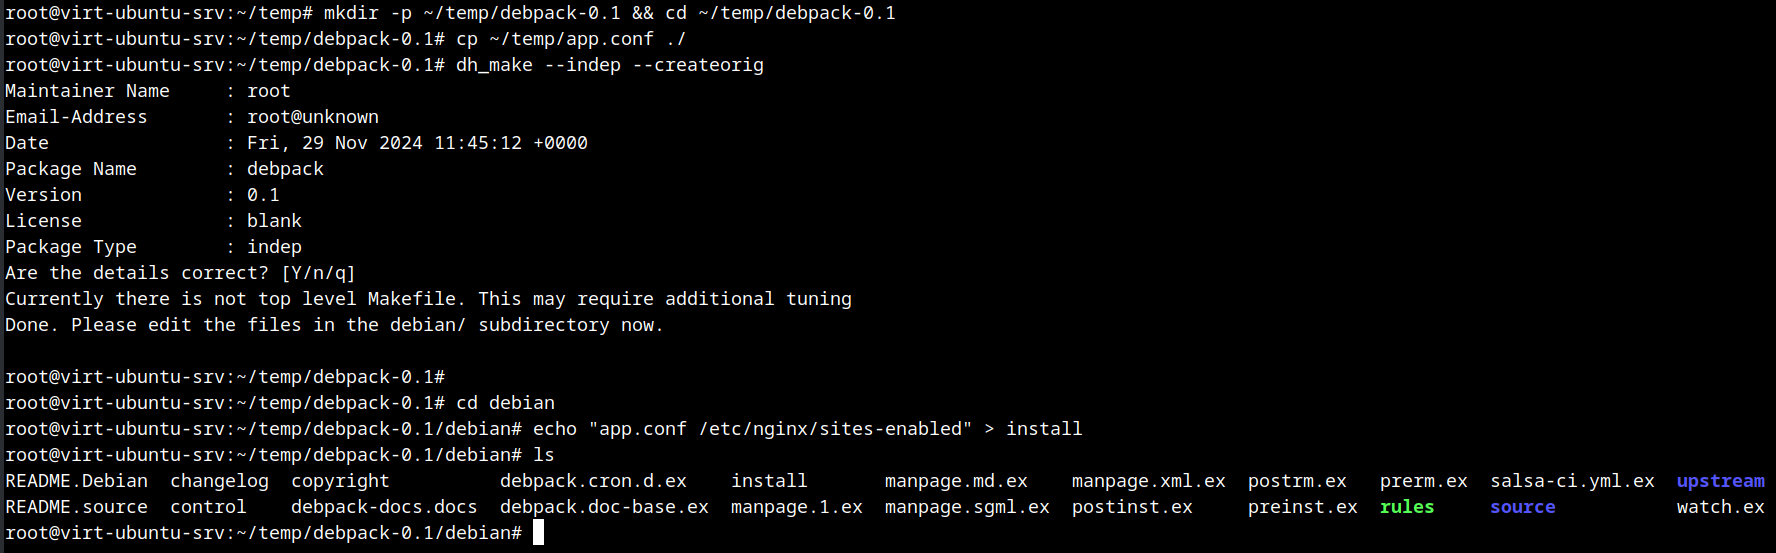 root@virt-ubuntu-srv:~/temp# mkdir -p ~/temp/debpack-0.1 && cd ~/temp/debpack-0.1
root@virt-ubuntu-srv:~/temp/debpack-0.1# cp ~/temp/app.conf ./
root@virt-ubuntu-srv:~/temp/debpack-0.1# dh_make --indep --createorig
Maintainer Name     : root
Email-Address       : root@unknown
Date                : Fri, 29 Nov 2024 11:45:12 +0000
Package Name        : debpack
Version             : 0.1
License             : blank
Package Type        : indep
Are the details correct? [Y/n/q]
Currently there is not top level Makefile. This may require additional tuning
Done. Please edit the files in the debian/ subdirectory now.
root@virt-ubuntu-srv:~/temp/debpack-0.1#
root@virt-ubuntu-srv:~/temp/debpack-0.1# cd debian
root@virt-ubuntu-srv:~/temp/debpack-0.1/debian# echo "app.conf /etc/nginx/sites-enabled" > install
root@virt-ubuntu-srv:~/temp/debpack-0.1/debian# ls
README.Debian  changelog  copyright          debpack.cron.d.ex    install        manpage.md.ex    manpage.xml.ex  postrm.ex   prerm.ex  salsa-ci.yml.ex  upstream
README.source  control    debpack-docs.docs  debpack.doc-base.ex  manpage.1.ex  manpage.sgml.ex  postinst.ex     preinst.ex  rules     source           watch.ex
root@virt-ubuntu-srv:~/temp/debpack-0.1/debian#